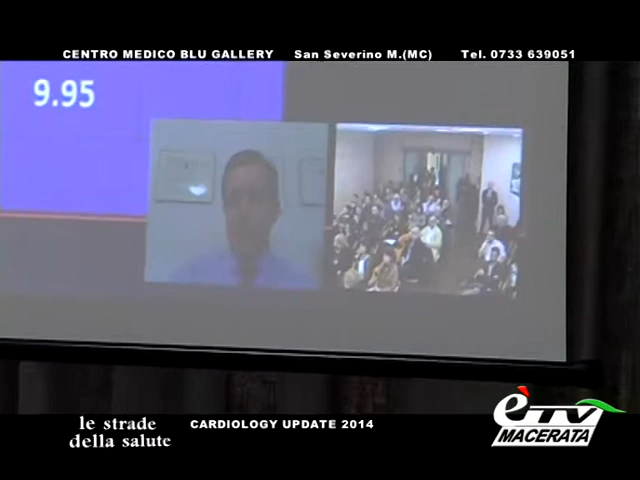 CENTRO MEDICO BLU GALLERY San Severino M.(MC) Tel. 0733 639051
9.95
le strade
della salute
CARDIOLOGY UPDATE 2014
èTV
MACERATA